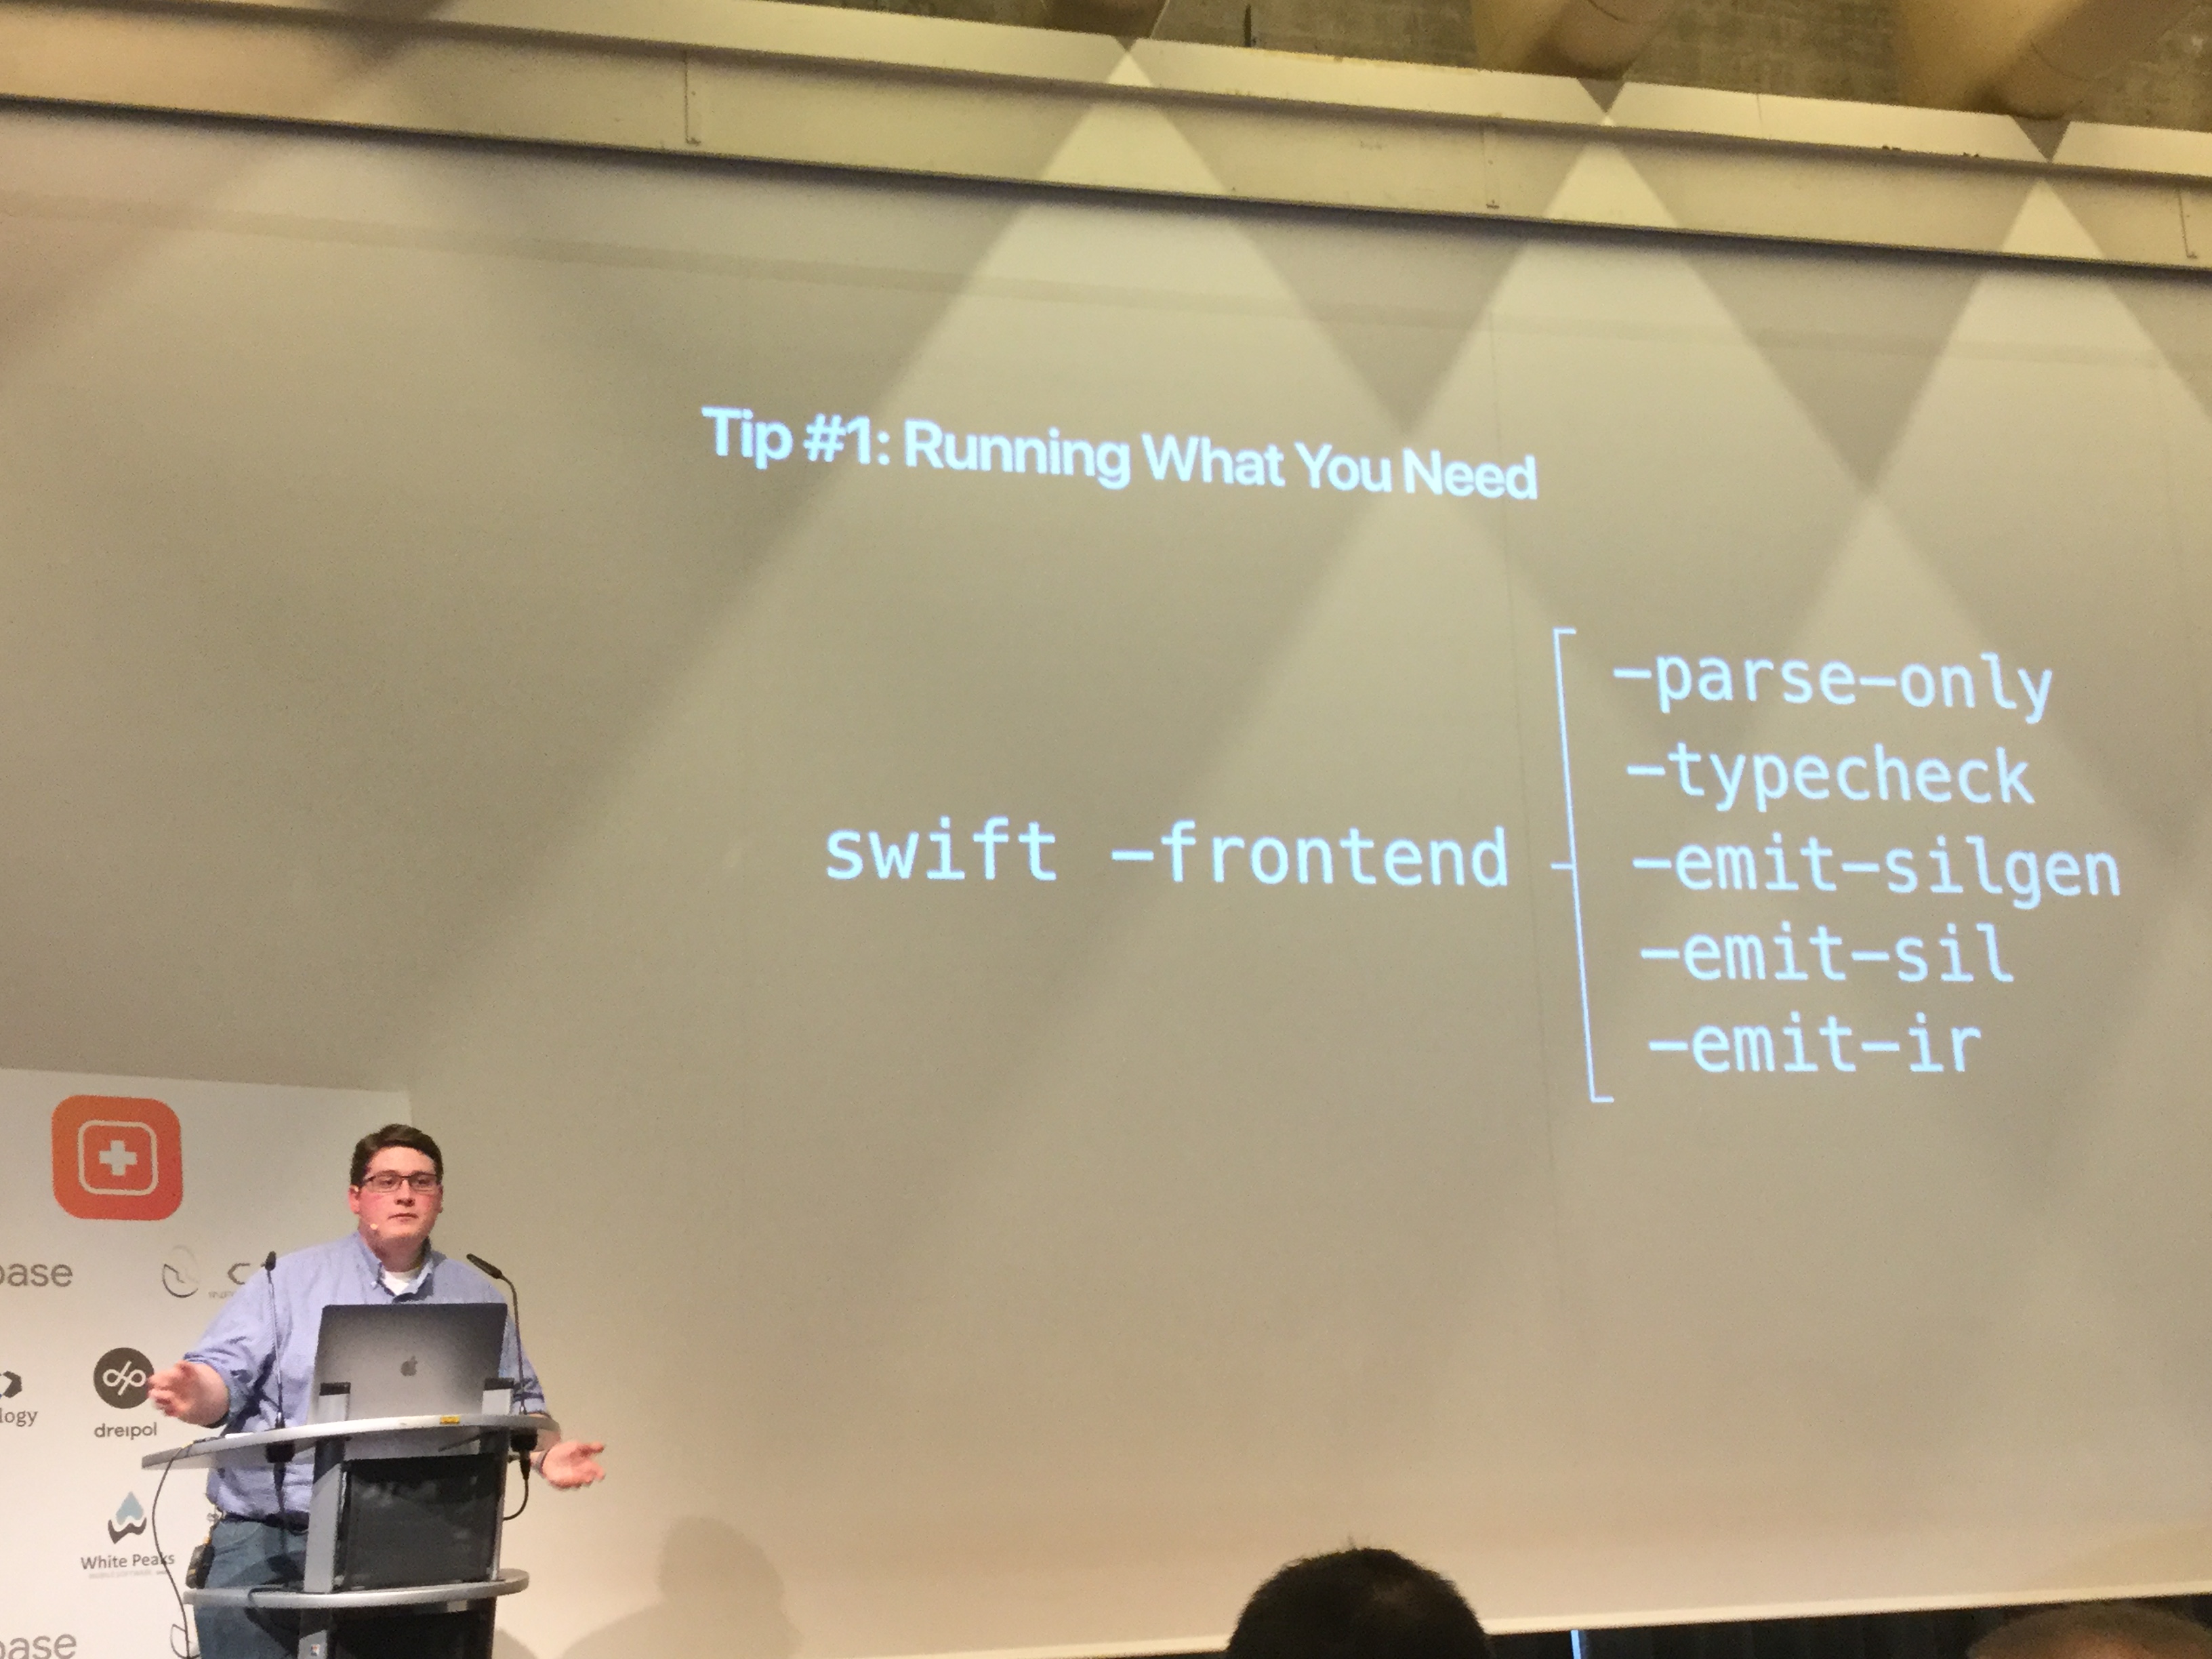 Tip #1: Running What You Need
swift -frontend
-parse-only
-typecheck
-emit-silgen
-emit-sil
-emit-ir
base
logy
dreipol
White Peaks
base